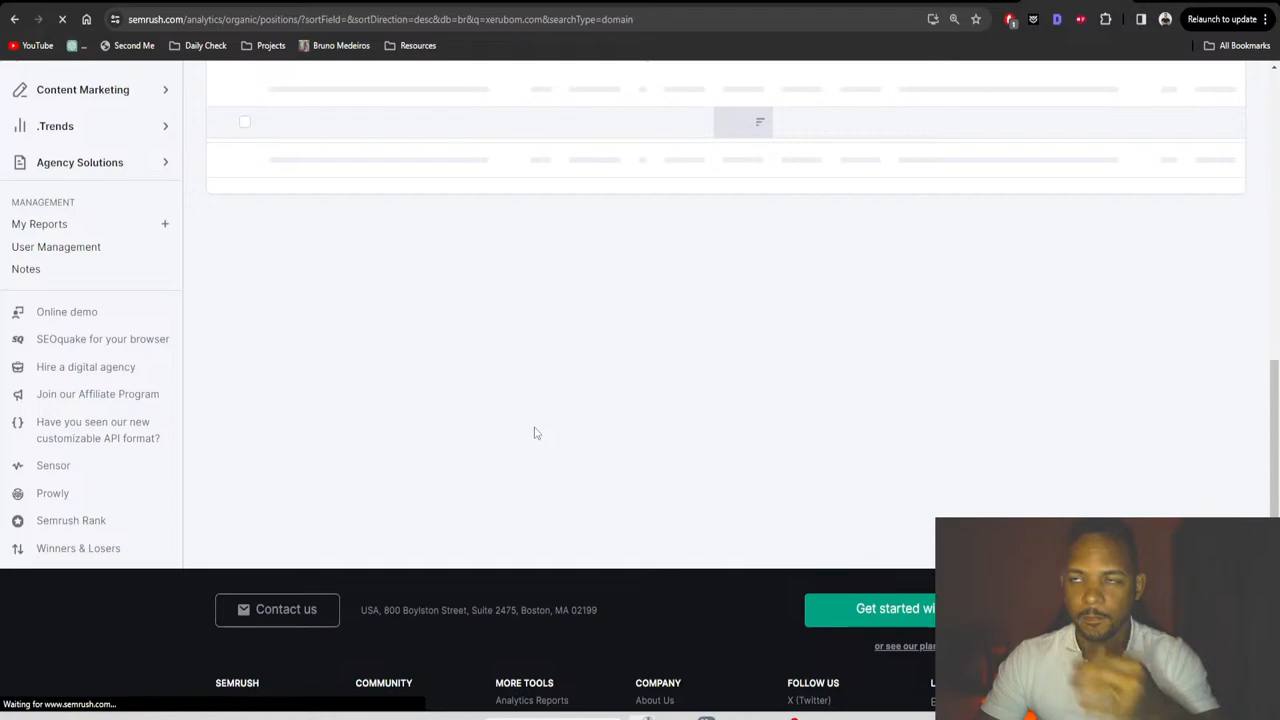 semrush.com/analytics/organic/positions/?sortField=&sortDirection=desc&db=br&q=xerubom.com&searchType=domain
Relaunch to update
YouTube
Second Me
Daily Check
Projects
Bruno Medeiros
Resources
All Bookmarks
Content Marketing
.Trends
Agency Solutions
MANAGEMENT
My Reports
User Management
Notes
Online demo
SEOquake for your browser
Hire a digital agency
Join our Affiliate Program
Have you seen our new
customizable API format?
Sensor
Prowly
Semrush Rank
Winners & Losers
Contact us
USA, 800 Boylston Street, Suite 2475, Boston, MA 02199
Get started wi
or see our plan
SEMRUSH
COMMUNITY
MORE TOOLS
COMPANY
FOLLOW US
Analytics Reports
About Us
X (Twitter)
Waiting for www.semrush.com...